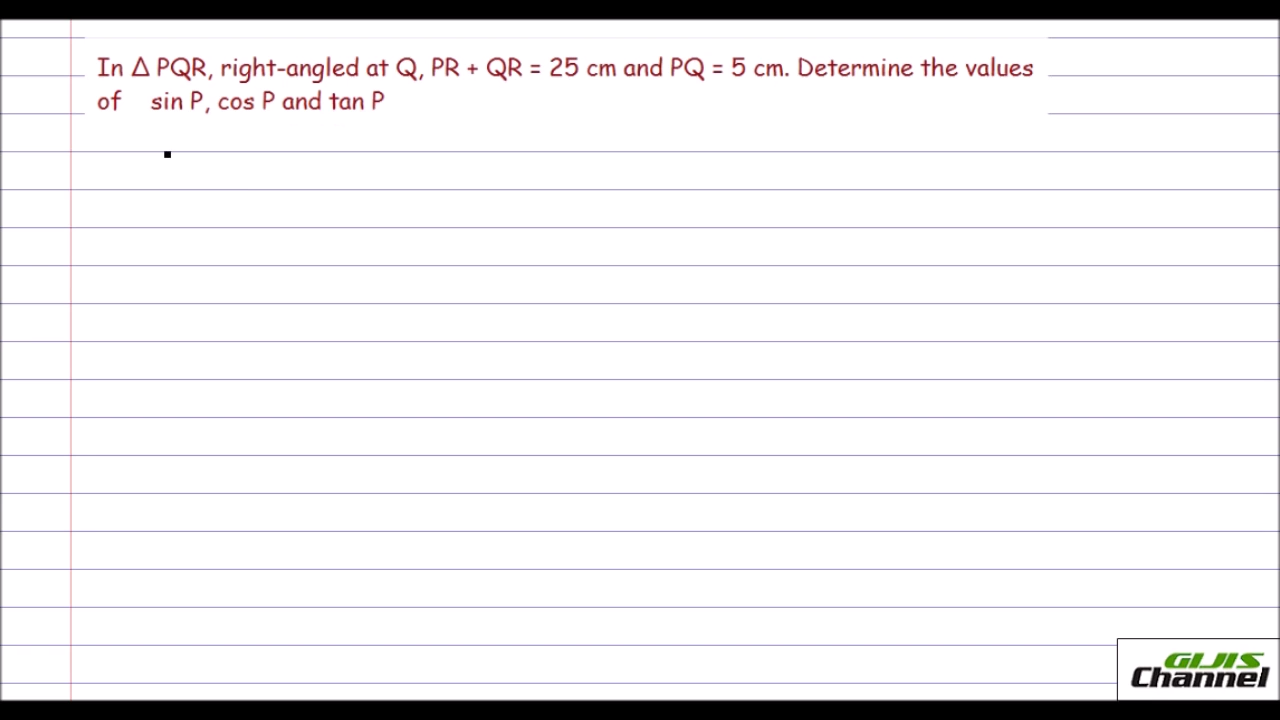 In Δ PQR, right-angled at Q, PR + QR = 25 cm and PQ = 5 cm. Determine the values
of sin P, cos P and tan P
GIJIS
Channel